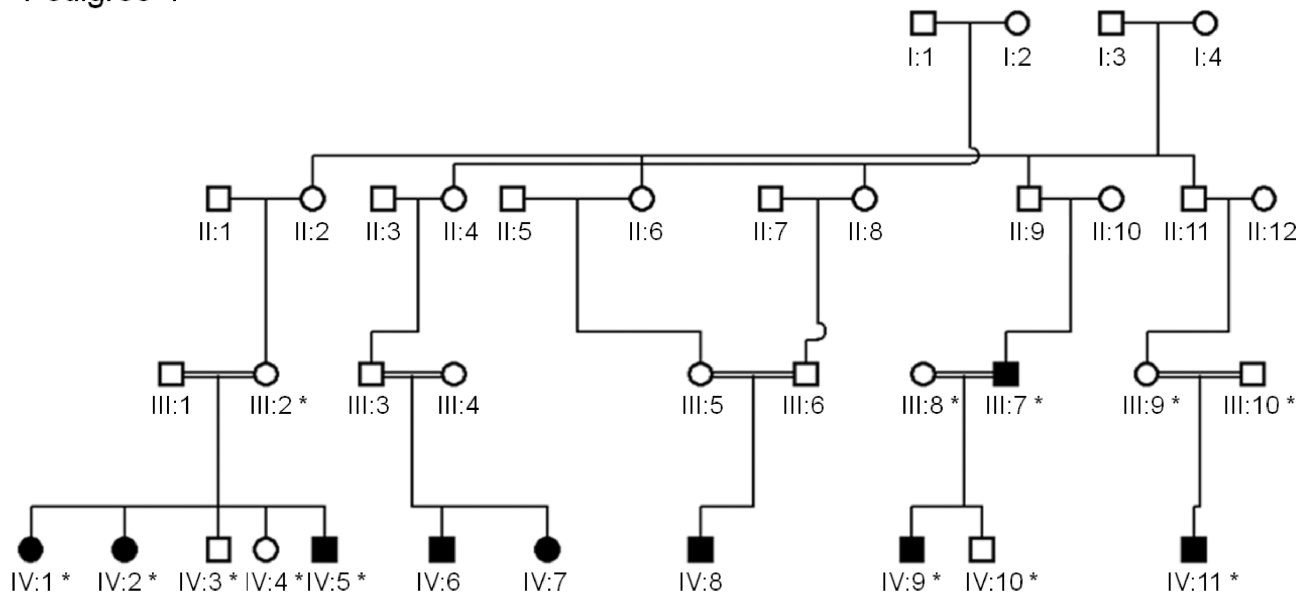 I:1 I:2 I:3 I:4
II:1 II:2 II:3 II:4 II:5 II:6 II:7 II:8 II:9 II:10 II:11 II:12
III:1 III:2 * III:3 III:4 III:5 III:6 III:8 * III:7 * III:9 * III:10 *
IV:1 * IV:2 * IV:3 * IV:4 * IV:5 * IV:6 IV:7 IV:8 IV:9 * IV:10 * IV:11 *